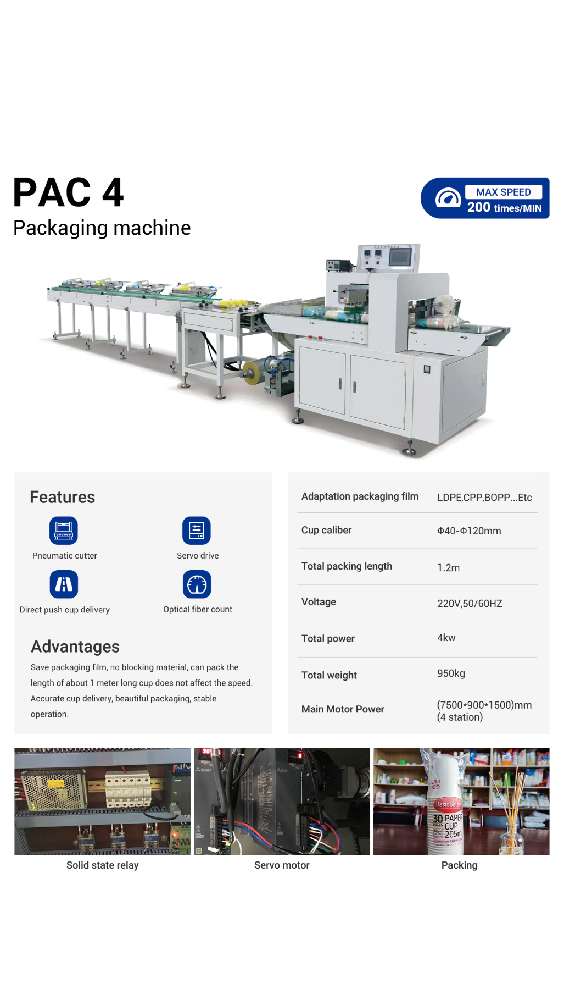 PAC 4
Packaging machine
MAX SPEED
200 times/MIN
Features
Pneumatic cutter
Servo drive
Direct push cup delivery
Optical fiber count
Advantages
Save packaging film, no blocking material, can pack the
length of about 1 meter long cup does not affect the speed.
Accurate cup delivery, beautiful packaging, stable
operation.
Adaptation packaging film LDPE,CPP,BOPP...Etc
Cup caliber Φ40-Φ120mm
Total packing length 1.2m
Voltage 220V,50/60HZ
Total power 4kw
Total weight 950kg
Main Motor Power (7500*900*1500)mm
(4 station)
90
BasicSelect
30 PAPER
PIECES CUP
205ml
Solid state relay
Servo motor
Packing